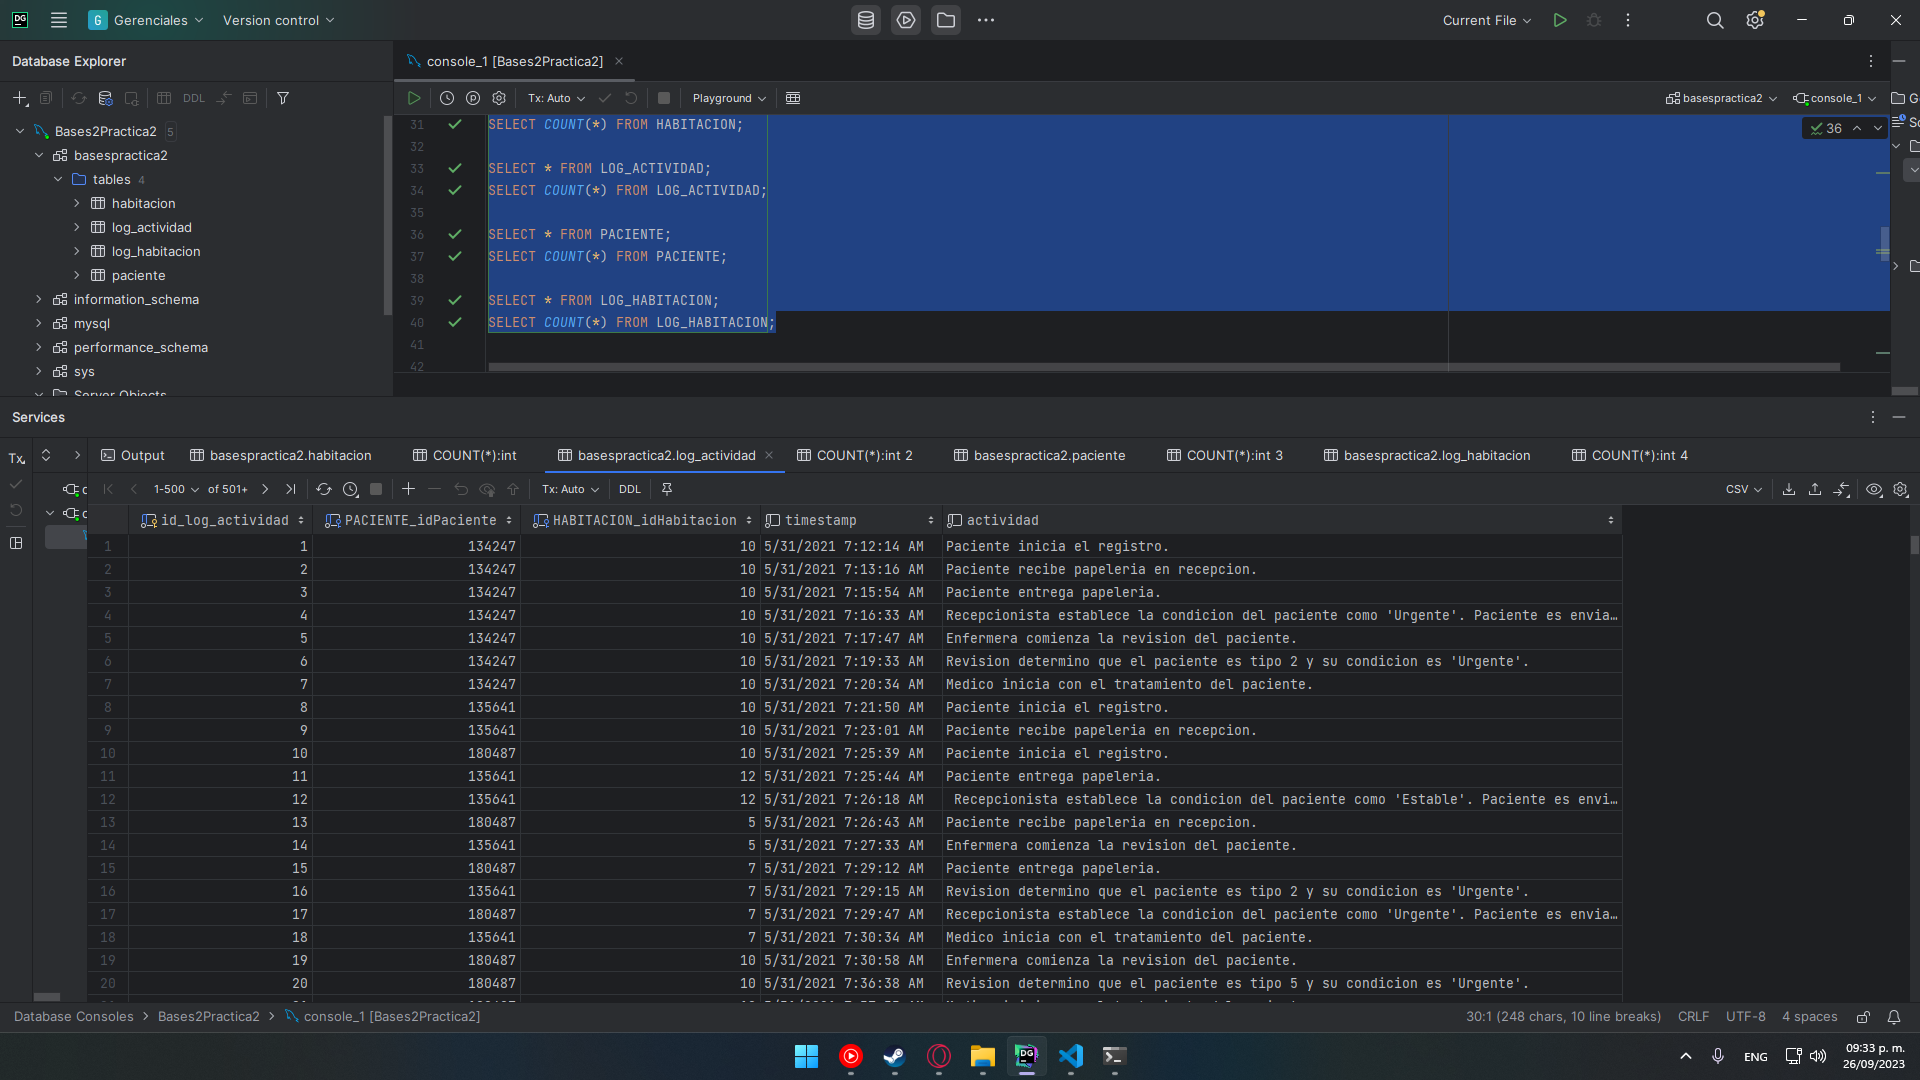 DG G Gerenciales Version control Current File
Database Explorer
console_1 [Bases2Practica2]
DDL
Tx: Auto Playground basespractica2 console_1 G
Bases2Practica2 5
basespractica2
tables 4
habitacion
log_actividad
log_habitacion
paciente
information_schema
mysql
performance_schema
sys
Server Objects
31 SELECT COUNT(*) FROM HABITACION;
32
33 SELECT * FROM LOG_ACTIVIDAD;
34 SELECT COUNT(*) FROM LOG_ACTIVIDAD;
35
36 SELECT * FROM PACIENTE;
37 SELECT COUNT(*) FROM PACIENTE;
38
39 SELECT * FROM LOG_HABITACION;
40 SELECT COUNT(*) FROM LOG_HABITACION;
41
42
36
Sc
Services
Tx
Output basespractica2.habitacion COUNT(*):int basespractica2.log_actividad COUNT(*):int 2 basespractica2.paciente COUNT(*):int 3 basespractica2.log_habitacion COUNT(*):int 4
1-500 of 501+ Tx: Auto DDL CSV
id_log_actividad PACIENTE_idPaciente HABITACION_idHabitacion timestamp actividad
1 1 134247 10 5/31/2021 7:12:14 AM Paciente inicia el registro.
2 2 134247 10 5/31/2021 7:13:16 AM Paciente recibe papeleria en recepcion.
3 3 134247 10 5/31/2021 7:15:54 AM Paciente entrega papeleria.
4 4 134247 10 5/31/2021 7:16:33 AM Recepcionista establece la condicion del paciente como 'Urgente'. Paciente es envia…
5 5 134247 10 5/31/2021 7:17:47 AM Enfermera comienza la revision del paciente.
6 6 134247 10 5/31/2021 7:19:33 AM Revision determino que el paciente es tipo 2 y su condicion es 'Urgente'.
7 7 134247 10 5/31/2021 7:20:34 AM Medico inicia con el tratamiento del paciente.
8 8 135641 10 5/31/2021 7:21:50 AM Paciente inicia el registro.
9 9 135641 10 5/31/2021 7:23:01 AM Paciente recibe papeleria en recepcion.
10 10 180487 10 5/31/2021 7:25:39 AM Paciente inicia el registro.
11 11 135641 12 5/31/2021 7:25:44 AM Paciente entrega papeleria.
12 12 135641 12 5/31/2021 7:26:18 AM Recepcionista establece la condicion del paciente como 'Estable'. Paciente es envi…
13 13 180487 5 5/31/2021 7:26:43 AM Paciente recibe papeleria en recepcion.
14 14 135641 5 5/31/2021 7:27:33 AM Enfermera comienza la revision del paciente.
15 15 180487 7 5/31/2021 7:29:12 AM Paciente entrega papeleria.
16 16 135641 7 5/31/2021 7:29:15 AM Revision determino que el paciente es tipo 2 y su condicion es 'Urgente'.
17 17 180487 7 5/31/2021 7:29:47 AM Recepcionista establece la condicion del paciente como 'Urgente'. Paciente es envia…
18 18 135641 7 5/31/2021 7:30:34 AM Medico inicia con el tratamiento del paciente.
19 19 180487 10 5/31/2021 7:30:58 AM Enfermera comienza la revision del paciente.
20 20 180487 10 5/31/2021 7:36:38 AM Revision determino que el paciente es tipo 5 y su condicion es 'Urgente'.
Database Consoles > Bases2Practica2 > console_1 [Bases2Practica2] 30:1 (248 chars, 10 line breaks) CRLF UTF-8 4 spaces
DG ENG 09:33 p. m.
26/09/2023